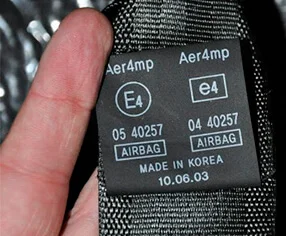 Aer4mp Aer4mp
E4 e4
05 40257 04 40257
AIRBAG AIRBAG
MADE IN KOREA
10.06.03